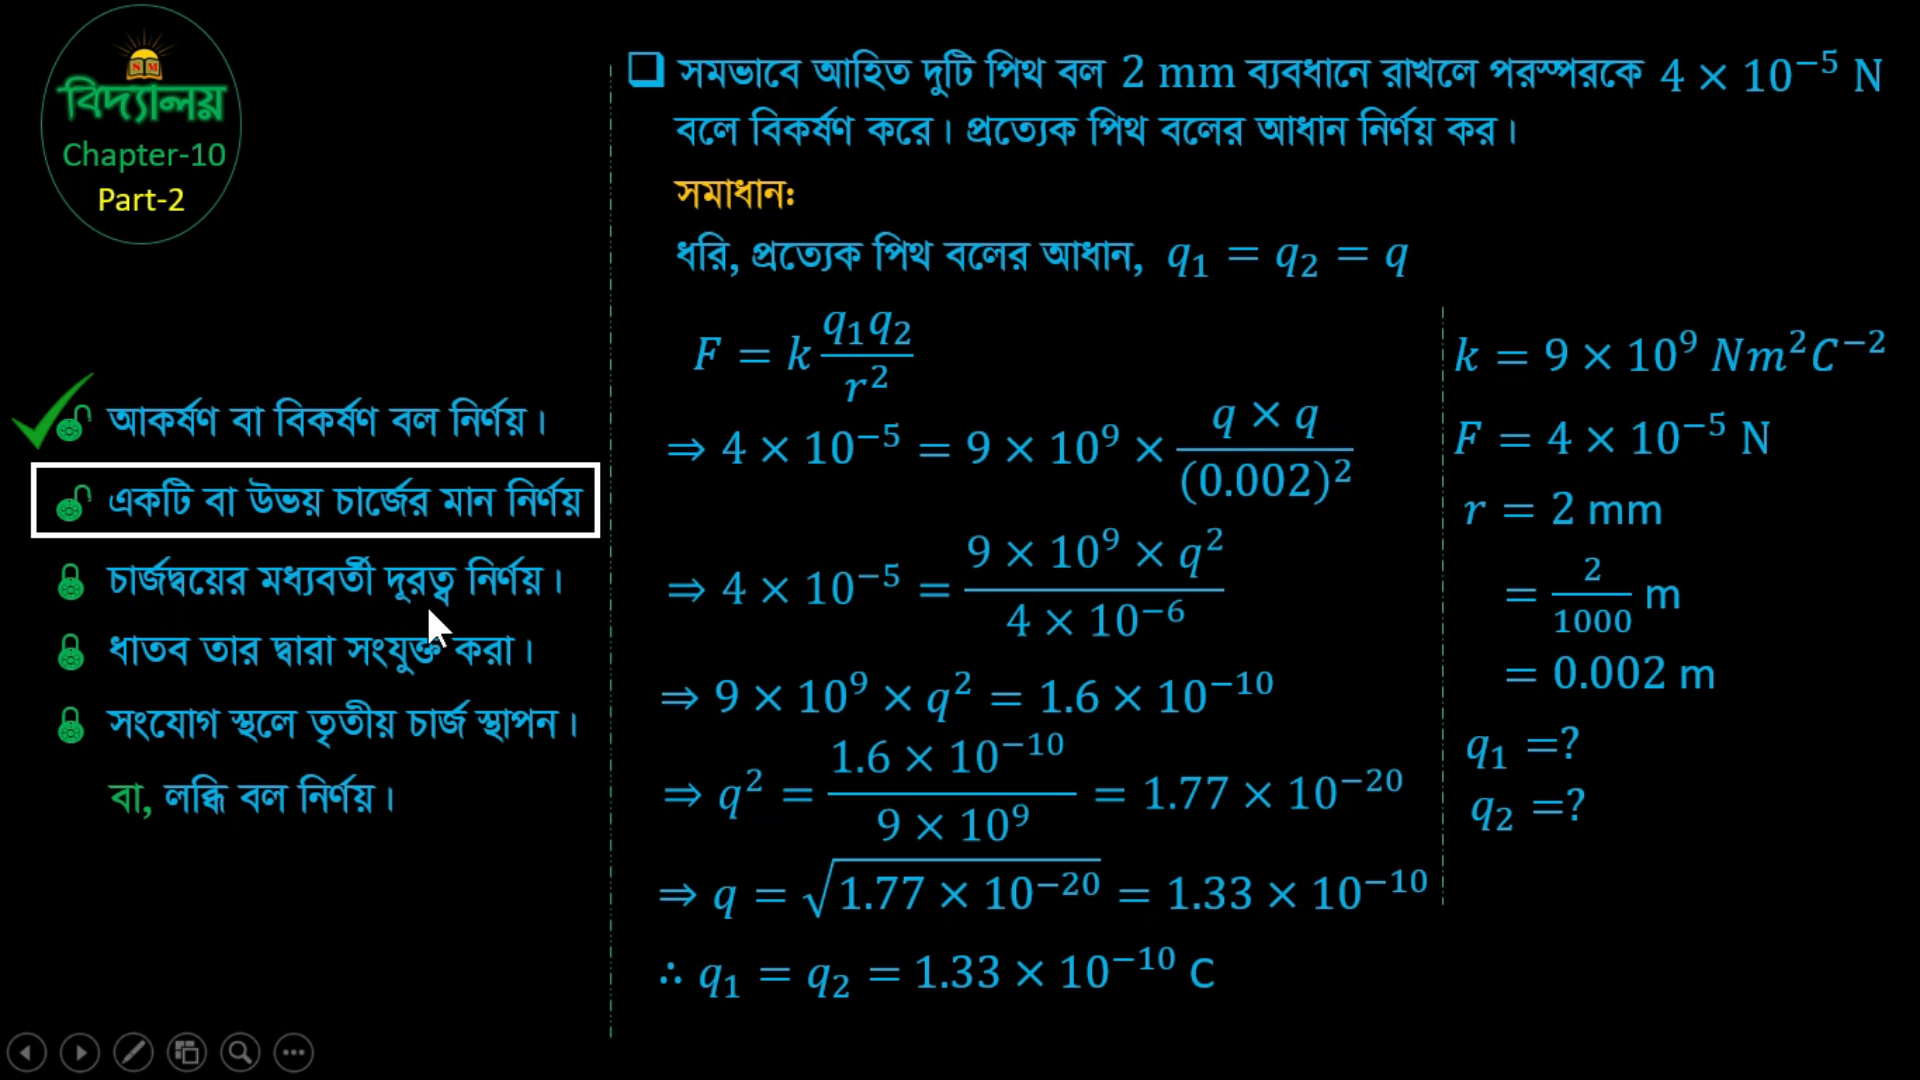 S M
বিদ্যালয়
Chapter-10
Part-2
আকর্ষণ বা বিকর্ষণ বল নির্ণয়।
একটি বা উভয় চার্জের মান নির্ণয়
চার্জদ্বয়ের মধ্যবর্তী দূরত্ব নির্ণয়।
ধাতব তার দ্বারা সংযুক্ত করা।
সংযোগ স্থলে তৃতীয় চার্জ স্থাপন।
বা, লব্ধি বল নির্ণয়।
❑ সমভাবে আহিত দুটি পিথ বল 2 mm ব্যবধানে রাখলে পরস্পরকে 4 × 10⁻⁵ N
বলে বিকর্ষণ করে। প্রত্যেক পিথ বলের আধান নির্ণয় কর।
সমাধানঃ
ধরি, প্রত্যেক পিথ বলের আধান, q₁ = q₂ = q
F = k q₁q₂ / r²
⇒ 4 × 10⁻⁵ = 9 × 10⁹ × q × q / (0.002)²
⇒ 4 × 10⁻⁵ = 9 × 10⁹ × q² / 4 × 10⁻⁶
⇒ 9 × 10⁹ × q² = 1.6 × 10⁻¹⁰
⇒ q² = 1.6 × 10⁻¹⁰ / 9 × 10⁹ = 1.77 × 10⁻²⁰
⇒ q = √1.77 × 10⁻²⁰ = 1.33 × 10⁻¹⁰
∴ q₁ = q₂ = 1.33 × 10⁻¹⁰ C
k = 9 × 10⁹ Nm²C⁻²
F = 4 × 10⁻⁵ N
r = 2 mm
= 2/1000 m
= 0.002 m
q₁ =?
q₂ =?